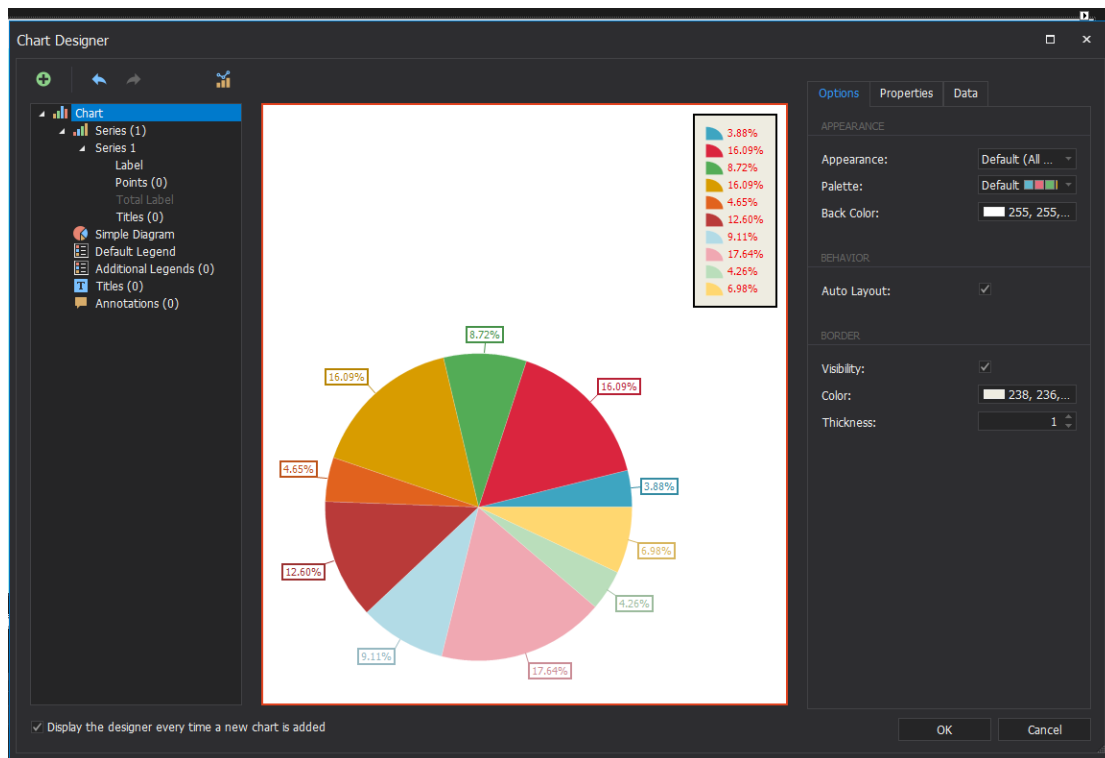 Chart Designer
Chart
Series (1)
Series 1
Label
Points (0)
Total Label
Titles (0)
Simple Diagram
Default Legend
Additional Legends (0)
T Titles (0)
Annotations (0)
3.88%
16.09%
8.72%
16.09%
4.65%
12.60%
9.11%
17.64%
4.26%
6.98%
8.72%
16.09%
16.09%
4.65%
3.88%
6.98%
12.60%
4.26%
9.11%
17.64%
Options Properties Data
APPEARANCE
Appearance: Default (All ...
Palette: Default
Back Color: 255, 255,...
BEHAVIOR
Auto Layout:
BORDER
Visibility:
Color: 238, 236,...
Thickness: 1
Display the designer every time a new chart is added
OK Cancel